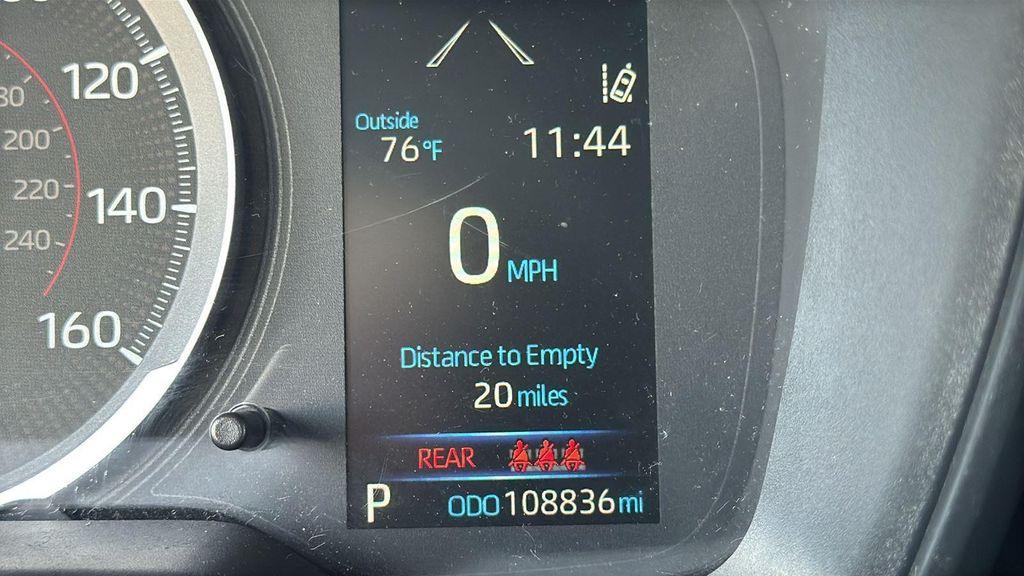 120
80
200
220
140
240
160
Outside
76°F
11:44
0 MPH
Distance to Empty
20 miles
REAR
P
ODO 108836 mi